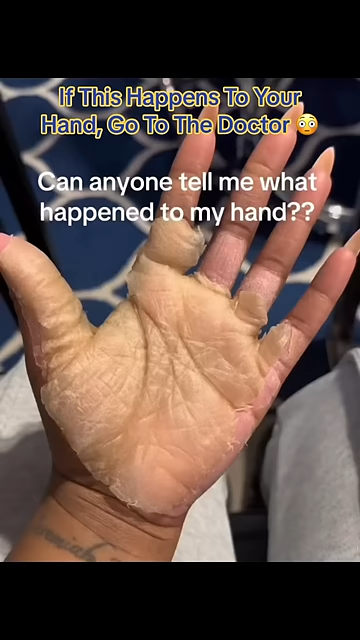 If This Happens To Your
Hand, Go To The Doctor 😳
Can anyone tell me what
happened to my hand??